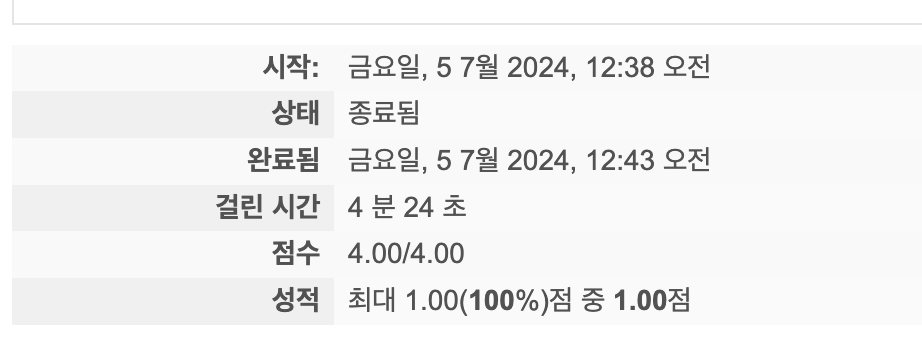 시작: 금요일, 5 7월 2024, 12:38 오전
상태 종료됨
완료됨 금요일, 5 7월 2024, 12:43 오전
걸린 시간 4 분 24 초
점수 4.00/4.00
성적 최대 1.00(100%)점 중 1.00점